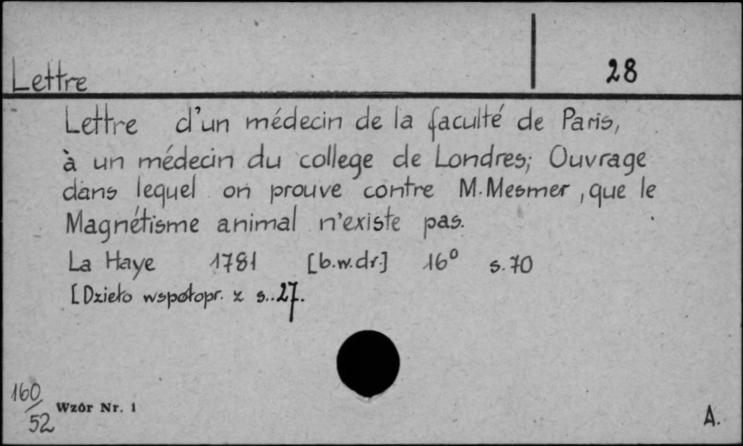 Lettre 28
Lettre d'un médecin de la faculté de Paris,
à un médecin du college de Londres; Ouvrage
dans lequel on prouve contre M. Mesmer, que le
Magnétisme animal n'existe pas.
La Haye 1781 [b.w.dr.] 16° s. 70
[Dzieło współopr. z s..27.
160/52 Wzór Nr. 1 A.